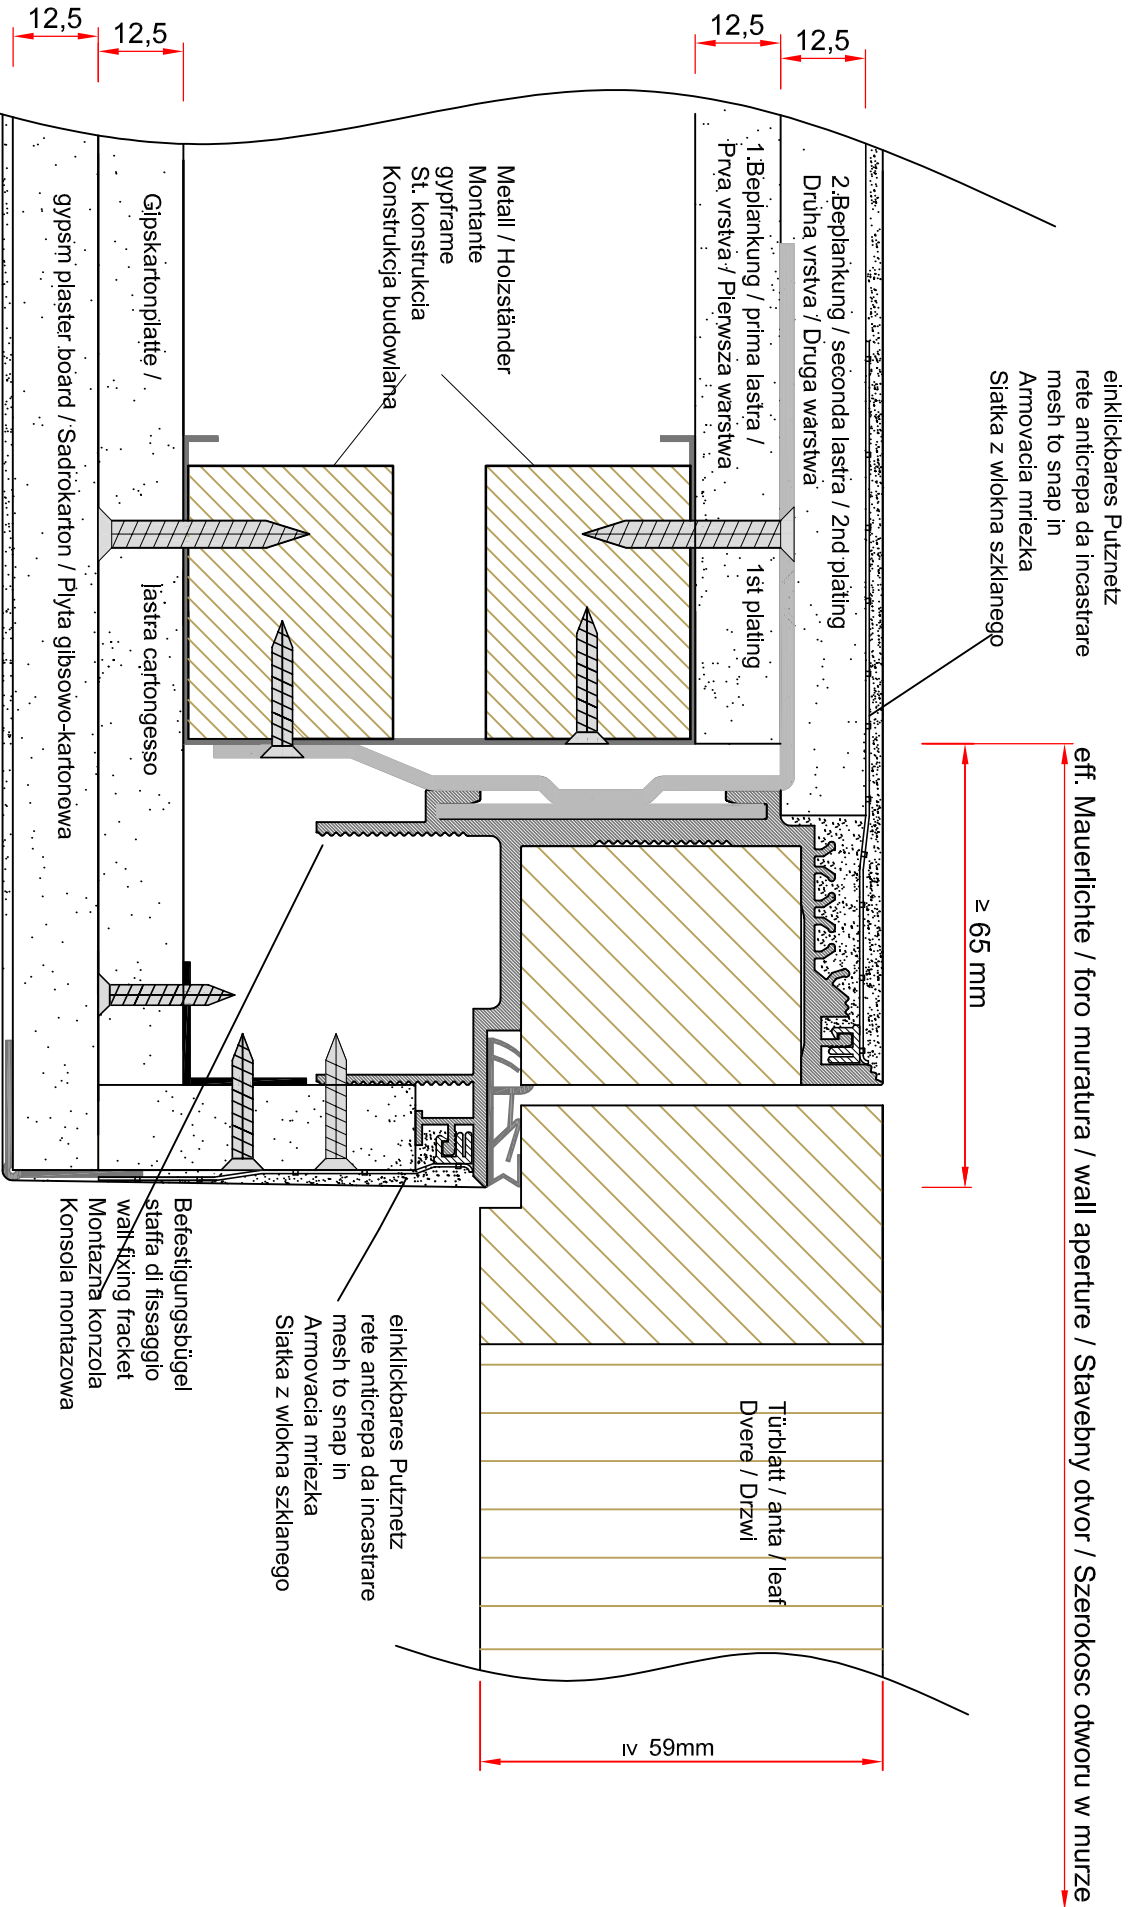 12,5
12,5
12,5
12,5
einklickbares Putznetz
rete anticrepa da incastrare
mesh to snap in
Armovacia mriezka
Siatka z wlokna szklanego
2.Beplankung / seconda lastra / 2nd plating
Druha vrstva / Druga warstwa
1.Beplankung / prima lastra / 1st plating
Prva vrstva / Pierwsza warstwa
Metall / Holzständer
Montante
gypframe
St. konstrukcia
Konstrukcja budowlana
Gipskartonplatte / lastra cartongesso
gypsm plaster board / Sadrokarton / Plyta gibsowo-kartonowa
eff. Mauerlichte / foro muratura / wall aperture / Stavebny otvor / Szerokosc otworu w murze
≥ 65 mm
Befestigungsbügel
staffa di fissaggio
wall fixing fracket
Montazna konzola
Konsola montazowa
einklickbares Putznetz
rete anticrepa da incastrare
mesh to snap in
Armovacia mriezka
Siatka z wlokna szklanego
Türblatt / anta / leaf
Dvere / Drzwi
≥ 59mm